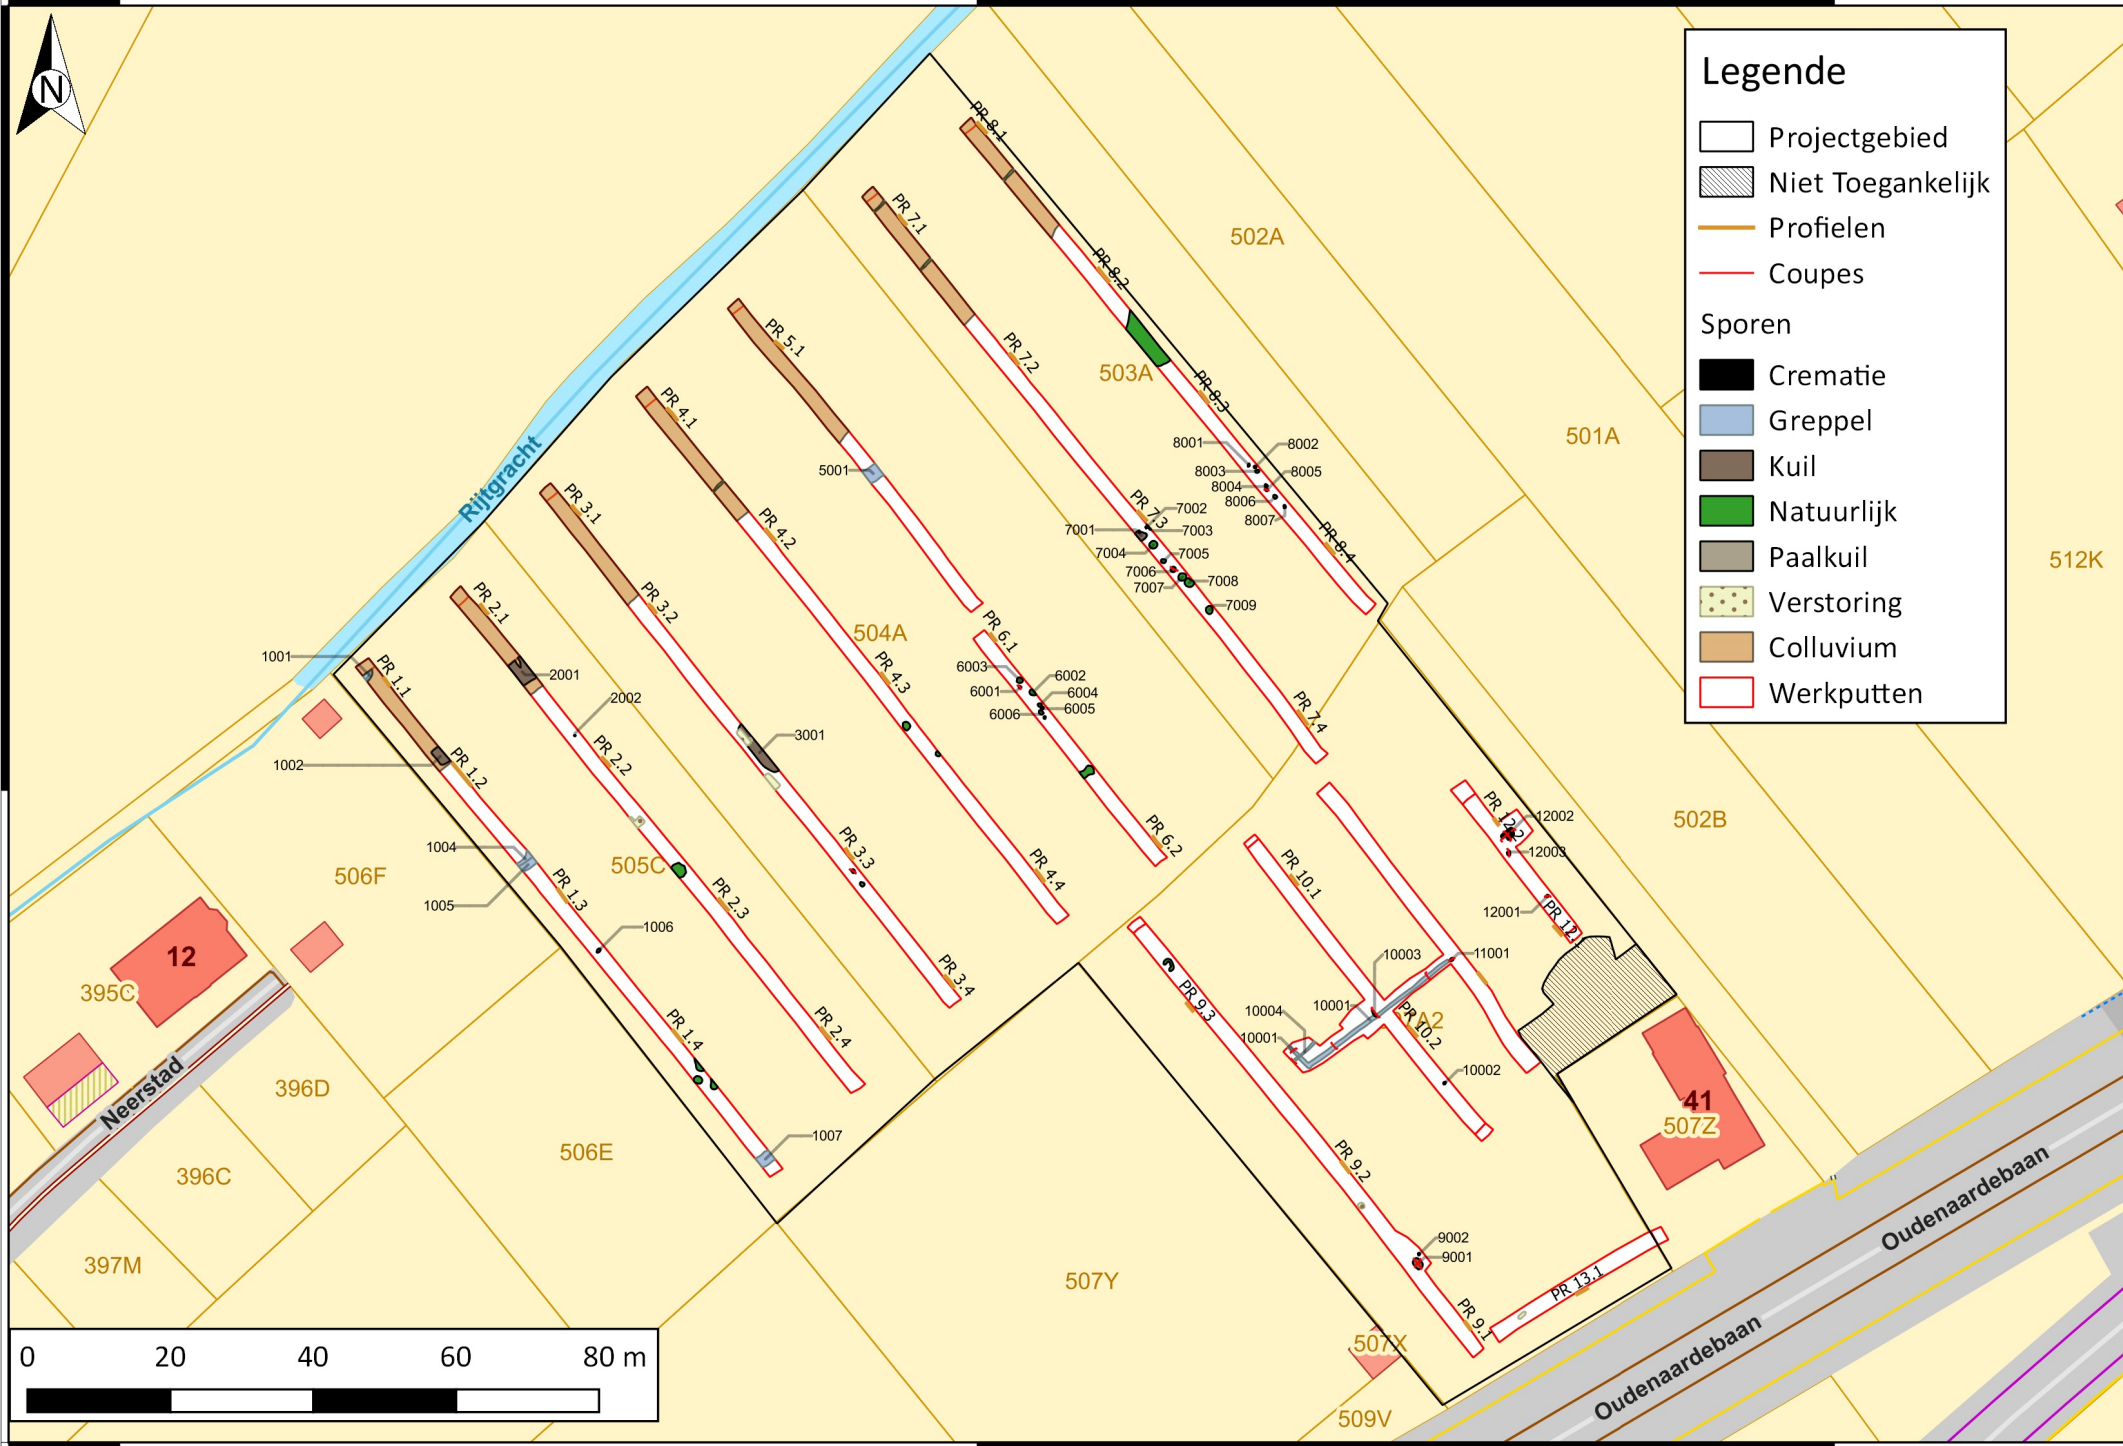 N
Legende
Projectgebied
Niet Toegankelijk
Profielen
Coupes
Sporen
Crematie
Greppel
Kuil
Natuurlijk
Paalkuil
Verstoring
Colluvium
Werkputten
PR 8.1
PR 7.1
502A
PR 8.2
PR 5.1
PR 7.2
503A
PR 8.3
PR 4.1
501A
8001
8002
8003
8005
8004
8006
8007
Rijtgracht
5001
PR 3.1
PR 4.2
PR 7.3
7002
7001
7003
7004
7005
7006
7008
7007
7009
PR 8.4
512K
PR 2.1
PR 3.2
504A
PR 6.1
1001
PR 1.1
2001
2002
PR 4.3
6003
6002
6001
6004
6005
6006
PR 7.4
3001
1002
PR 1.2
PR 2.2
PR 12.2
12002
12003
502B
1004
506F
505C
PR 3.3
PR 4.4
PR 6.2
PR 10.1
1005
PR 1.3
PR 2.3
12001
PR 12.
1006
12
395C
PR 3.4
PR 9.3
10003
11001
10004
10001
10001
A2
PR 10.2
PR 1.4
PR 2.4
10002
Neerstad
396D
41
507Z
1007
506E
396C
PR 9.2
397M
507Y
9002
9001
PR 13.1
PR 9.1
507X
509V
Oudenaardebaan
Oudenaardebaan
0 20 40 60 80 m